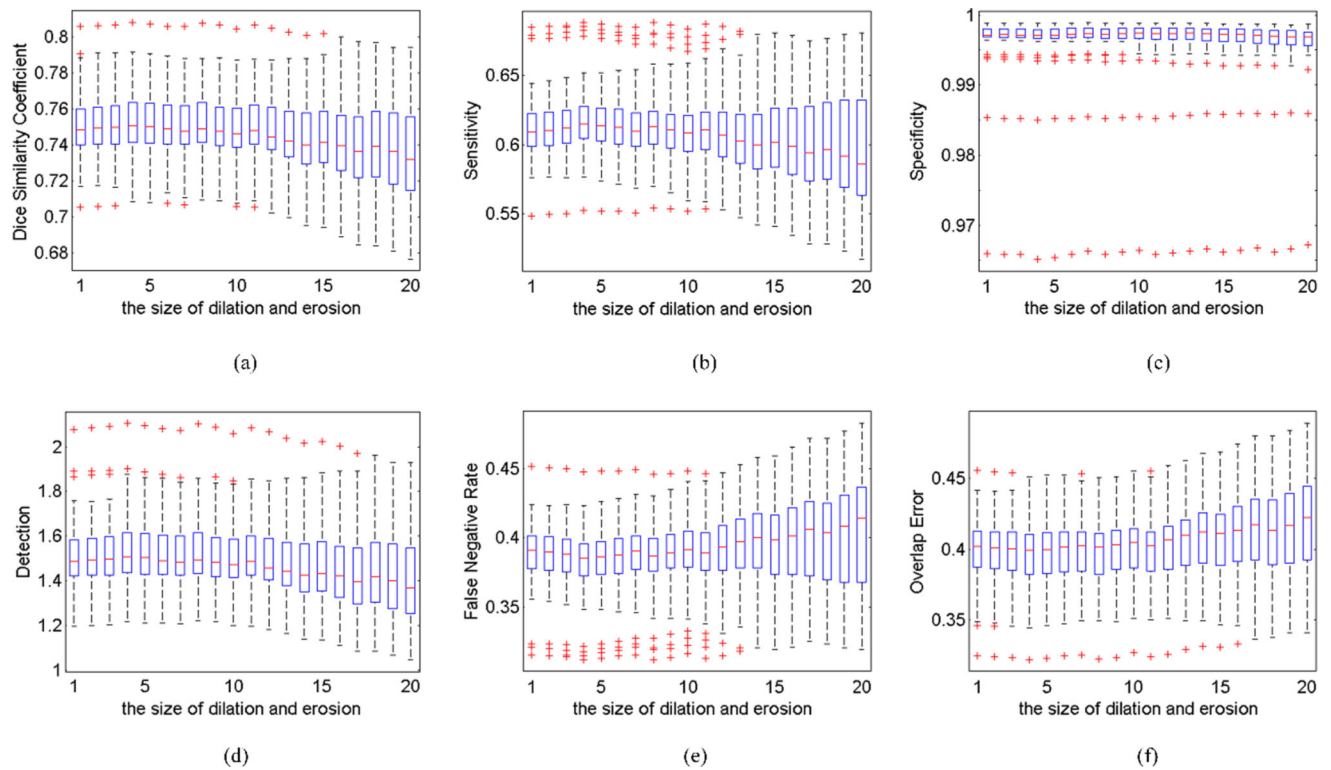 0.8
0.78
0.76
0.74
0.72
0.7
0.68
Dice Similarity Coefficient
1 5 10 15 20
the size of dilation and erosion
(a)
0.65
0.6
0.55
Sensitivity
1 5 10 15 20
the size of dilation and erosion
(b)
1
0.99
0.98
0.97
Specificity
1 5 10 15 20
the size of dilation and erosion
(c)
2
1.8
1.6
1.4
1.2
1
Detection
1 5 10 15 20
the size of dilation and erosion
(d)
0.45
0.4
0.35
False Negative Rate
1 5 10 15 20
the size of dilation and erosion
(e)
0.45
0.4
0.35
Overlap Error
1 5 10 15 20
the size of dilation and erosion
(f)